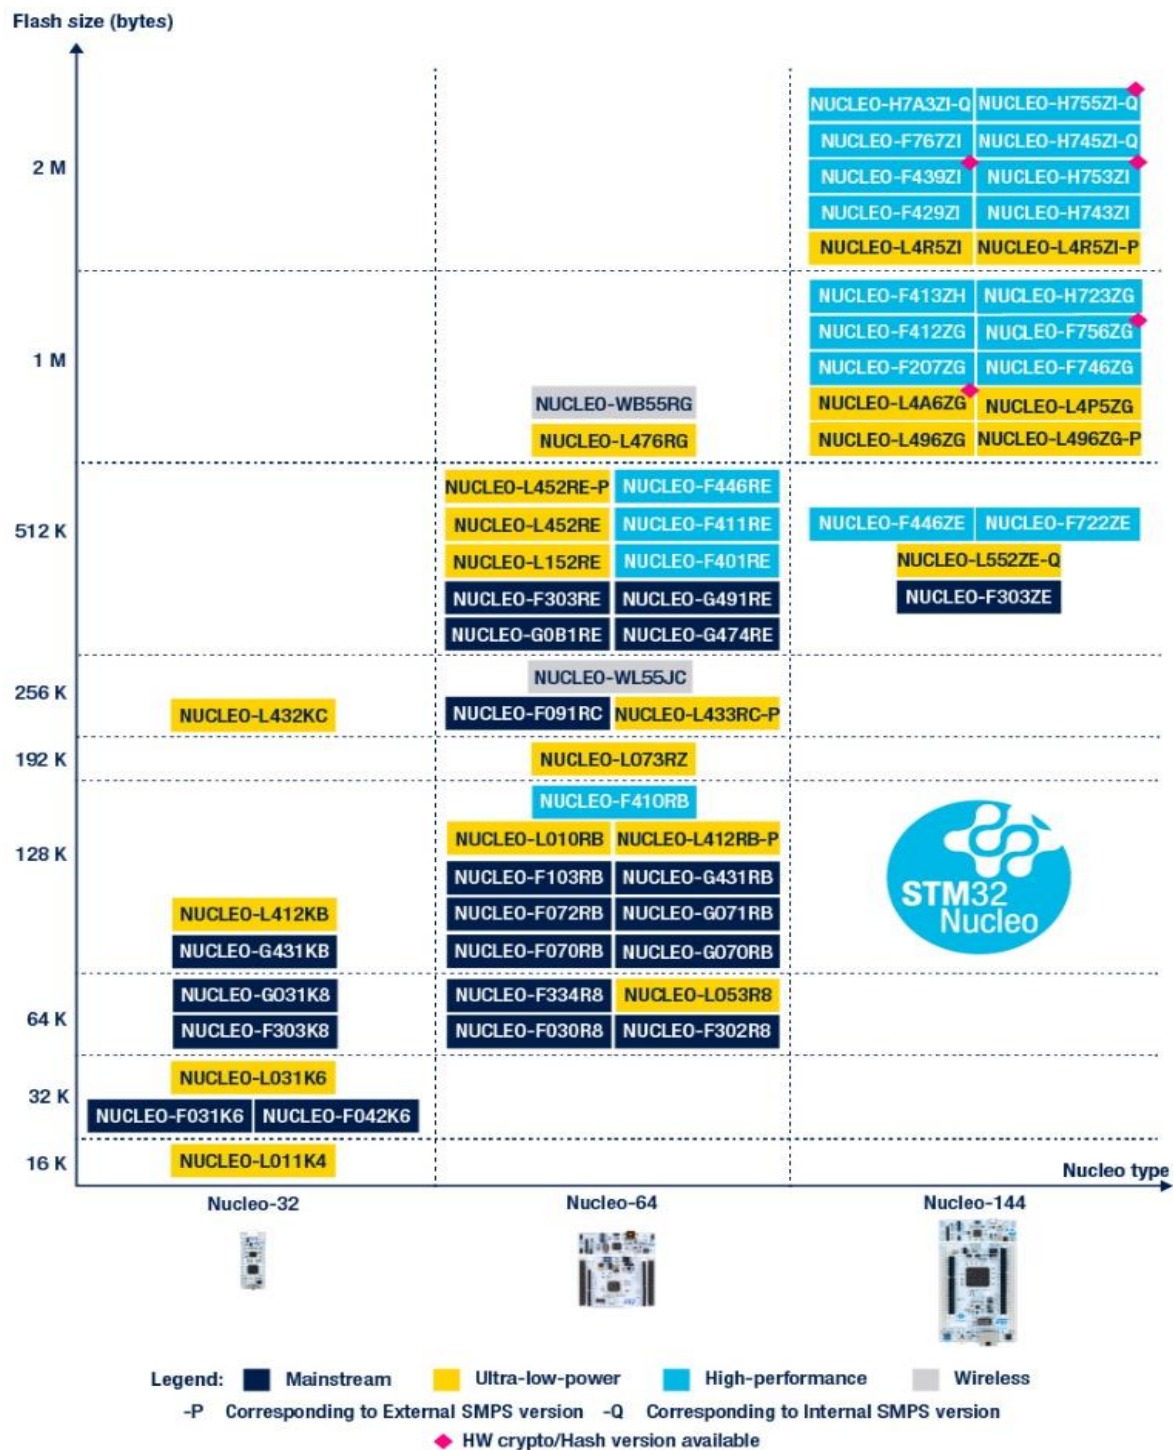 Flash size (bytes)
NUCLEO-H7A3ZI-Q NUCLEO-H755ZI-Q
NUCLEO-F767ZI NUCLEO-H745ZI-Q
2 M
NUCLEO-F439ZI NUCLEO-H753ZI
NUCLEO-F429ZI NUCLEO-H743ZI
NUCLEO-L4R5ZI NUCLEO-L4R5ZI-P
NUCLEO-F413ZH NUCLEO-H723ZG
NUCLEO-F412ZG NUCLEO-F756ZG
1 M
NUCLEO-F207ZG NUCLEO-F746ZG
NUCLEO-WB55RG NUCLEO-L4A6ZG NUCLEO-L4P5ZG
NUCLEO-L476RG NUCLEO-L496ZG NUCLEO-L496ZG-P
NUCLEO-L452RE-P NUCLEO-F446RE
512 K NUCLEO-L452RE NUCLEO-F411RE NUCLEO-F446ZE NUCLEO-F722ZE
NUCLEO-L152RE NUCLEO-F401RE NUCLEO-L552ZE-Q
NUCLEO-F303RE NUCLEO-G491RE NUCLEO-F303ZE
NUCLEO-G0B1RE NUCLEO-G474RE
NUCLEO-WL55JC
256 K
NUCLEO-L432KC NUCLEO-F091RC NUCLEO-L433RC-P
192 K NUCLEO-L073RZ
NUCLEO-F410RB
NUCLEO-L010RB NUCLEO-L412RB-P
128 K
NUCLEO-F103RB NUCLEO-G431RB
STM32
Nucleo
NUCLEO-L412KB NUCLEO-F072RB NUCLEO-G071RB
NUCLEO-G431KB NUCLEO-F070RB NUCLEO-G070RB
NUCLEO-G031K8 NUCLEO-F334R8 NUCLEO-L053R8
64 K
NUCLEO-F303K8 NUCLEO-F030R8 NUCLEO-F302R8
NUCLEO-L031K6
32 K
NUCLEO-F031K6 NUCLEO-F042K6
16 K NUCLEO-L011K4
Nucleo type
Nucleo-32 Nucleo-64 Nucleo-144
Legend: Mainstream Ultra-low-power High-performance Wireless
-P Corresponding to External SMPS version -Q Corresponding to Internal SMPS version
HW crypto/Hash version available